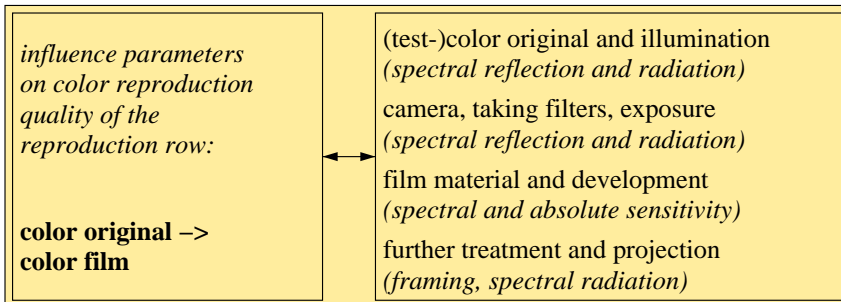 influence parameters
on color reproduction
quality of the
reproduction row:
color original –>
color film
(test-)color original and illumination
(spectral reflection and radiation)
camera, taking filters, exposure
(spectral reflection and radiation)
film material and development
(spectral and absolute sensitivity)
further treatment and projection
(framing, spectral radiation)